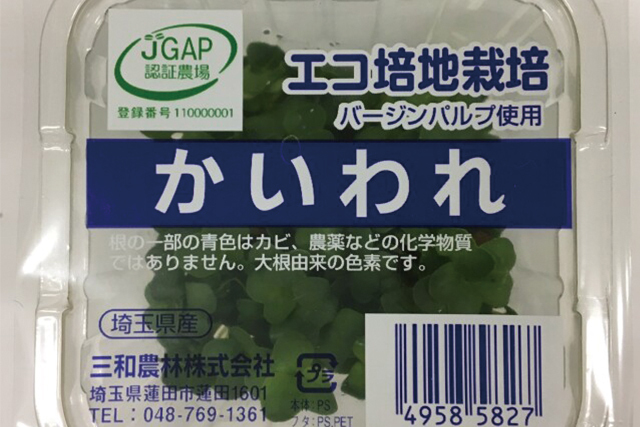 JGAP
認証農場
登録番号 110000001
エコ培地栽培
バージンパルプ使用
かいわれ
根の一部の青色はカビ、農薬などの化学物質
ではありません。大根由来の色素です。
埼玉県産
三和農林株式会社
埼玉県蓮田市蓮田1601
TEL：048-769-1361
プラ
本体:PS
フタ:PS,PET
4958 5827